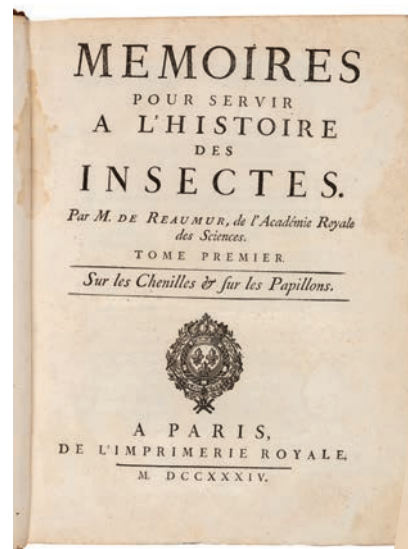 MEMOIRES
POUR SERVIR
A L'HISTOIRE
DES
INSECTES.
Par M. DE REAUMUR, de l'Académie Royale
des Sciences.
TOME PREMIER.
Sur les Chenilles & sur les Papillons.
A PARIS,
DE L'IMPRIMERIE ROYALE.
M. DCCXXXIV.